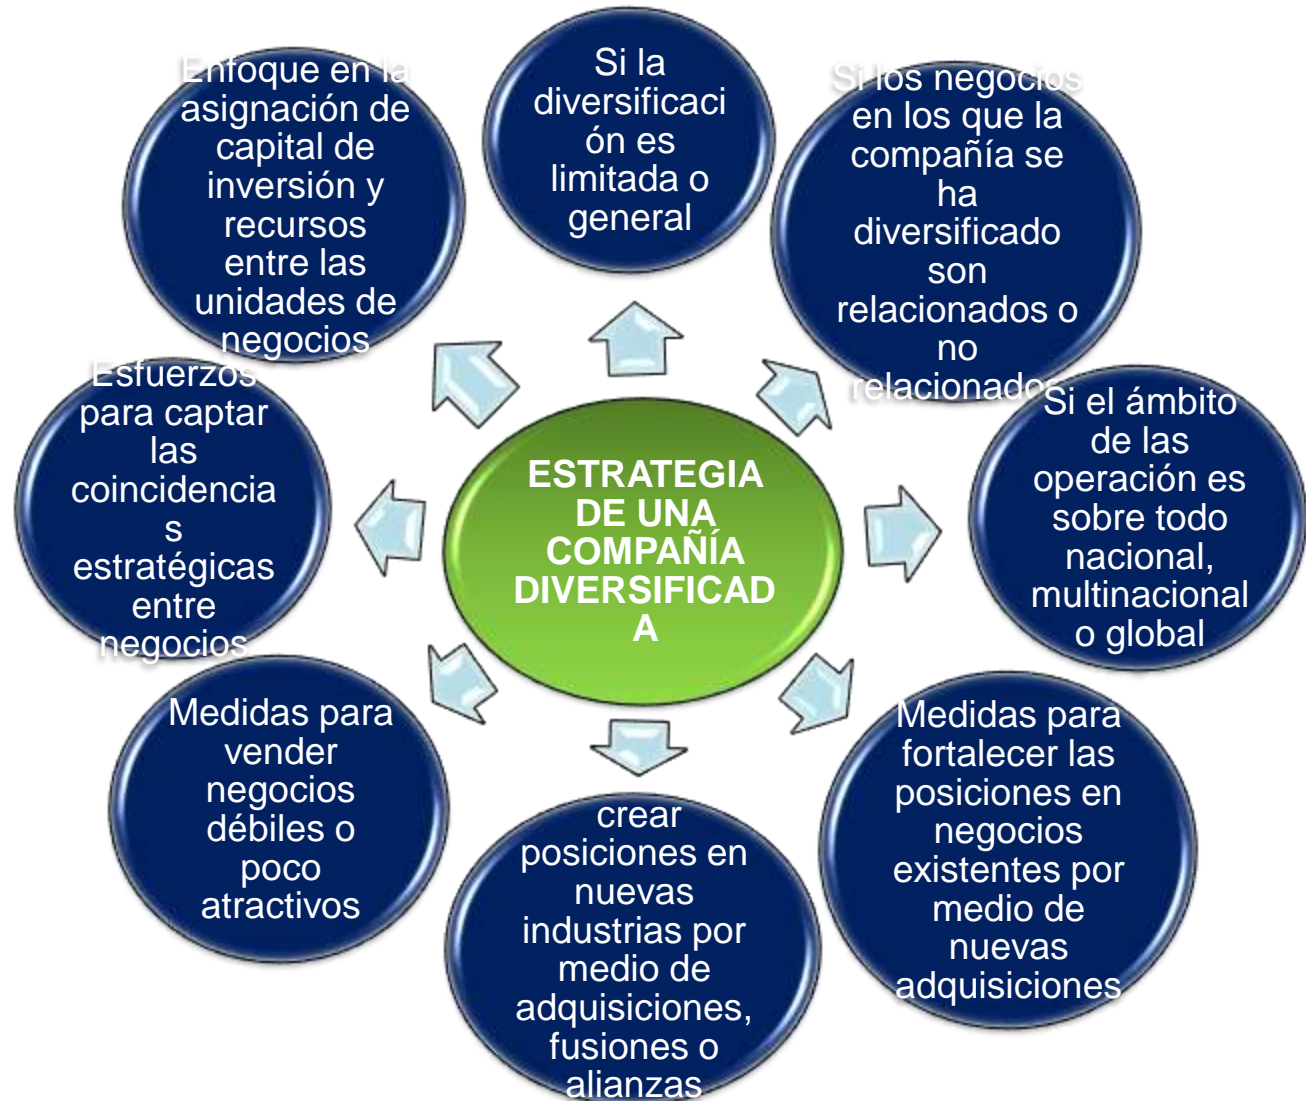 Si la
diversificaci
ón es
limitada o
general
Si los negocios
en los que la
compañía se
ha
diversificado
son
relacionados o
no
relacionados
Si el ámbito
de las
operación es
sobre todo
nacional,
multinacional
o global
Medidas para
fortalecer las
posiciones en
negocios
existentes por
medio de
nuevas
adquisiciones
crear
posiciones en
nuevas
industrias por
medio de
adquisiciones,
fusiones o
alianzas
Medidas para
vender
negocios
débiles o
poco
atractivos
Esfuerzos
para captar
las
coincidencia
s
estratégicas
entre
negocios
Enfoque en la
asignación de
capital de
inversión y
recursos
entre las
unidades de
negocios
ESTRATEGIA
DE UNA
COMPAÑÍA
DIVERSIFICAD
A